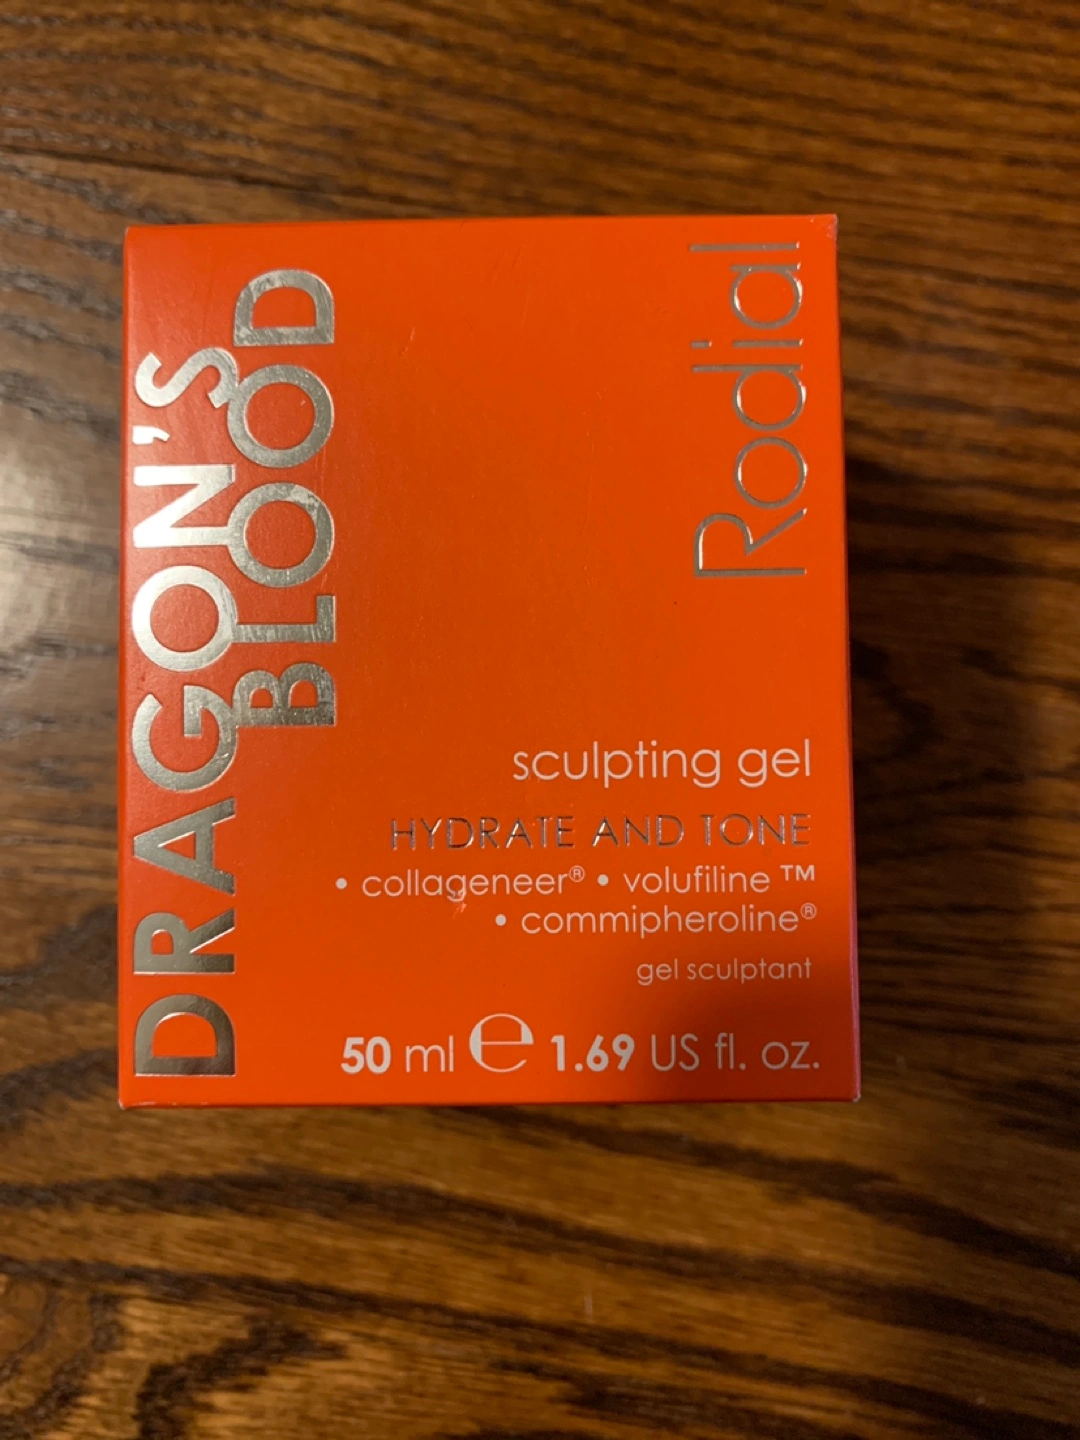 Rodial
DRAGON'S
BLOOD
sculpting gel
HYDRATE AND TONE
• collageneer® • volufiline ™
• commipheroline®
gel sculptant
50 ml ℮ 1.69 US fl. oz.